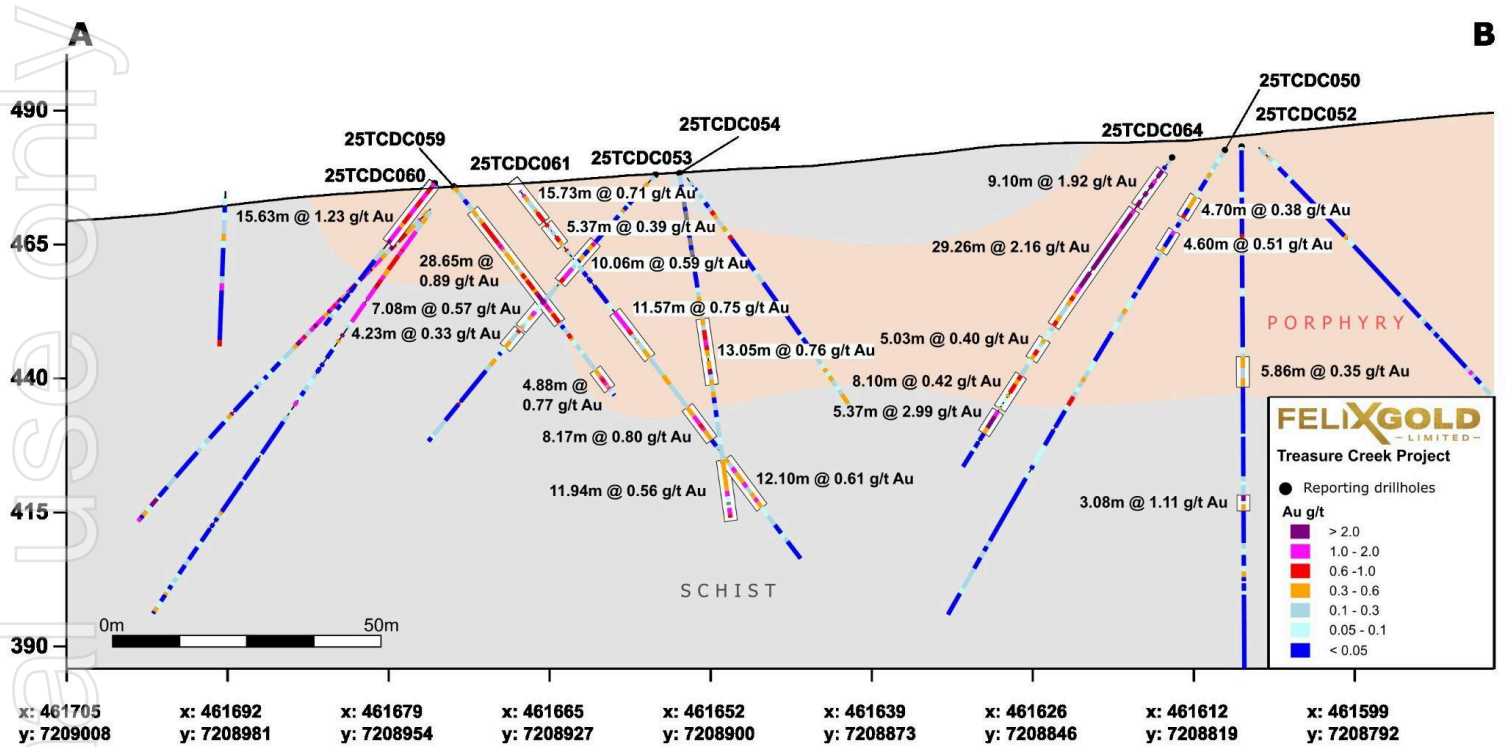 A
B
490
465
440
415
390
25TCDC059
25TCDC060
25TCDC061
25TCDC053
25TCDC054
25TCDC064
25TCDC050
25TCDC052
15.63m @ 1.23 g/t Au
28.65m @
0.89 g/t Au
7.08m @ 0.57 g/t Au
4.23m @ 0.33 g/t Au
15.73m @ 0.71 g/t Au
5.37m @ 0.39 g/t Au
10.06m @ 0.59 g/t Au
11.57m @ 0.75 g/t Au
13.05m @ 0.76 g/t Au
4.88m @
0.77 g/t Au
8.17m @ 0.80 g/t Au
11.94m @ 0.56 g/t Au
12.10m @ 0.61 g/t Au
9.10m @ 1.92 g/t Au
29.26m @ 2.16 g/t Au
4.70m @ 0.38 g/t Au
4.60m @ 0.51 g/t Au
5.03m @ 0.40 g/t Au
8.10m @ 0.42 g/t Au
5.37m @ 2.99 g/t Au
5.86m @ 0.35 g/t Au
3.08m @ 1.11 g/t Au
PORPHYRY
SCHIST
0m
50m
FELIXGOLD
LIMITED
Treasure Creek Project
Reporting drillholes
Au g/t
> 2.0
1.0 - 2.0
0.6 -1.0
0.3 - 0.6
0.1 - 0.3
0.05 - 0.1
< 0.05
x: 461705
y: 7209008
x: 461692
y: 7208981
x: 461679
y: 7208954
x: 461665
y: 7208927
x: 461652
y: 7208900
x: 461639
y: 7208873
x: 461626
y: 7208846
x: 461612
y: 7208819
x: 461599
y: 7208792
nal use only